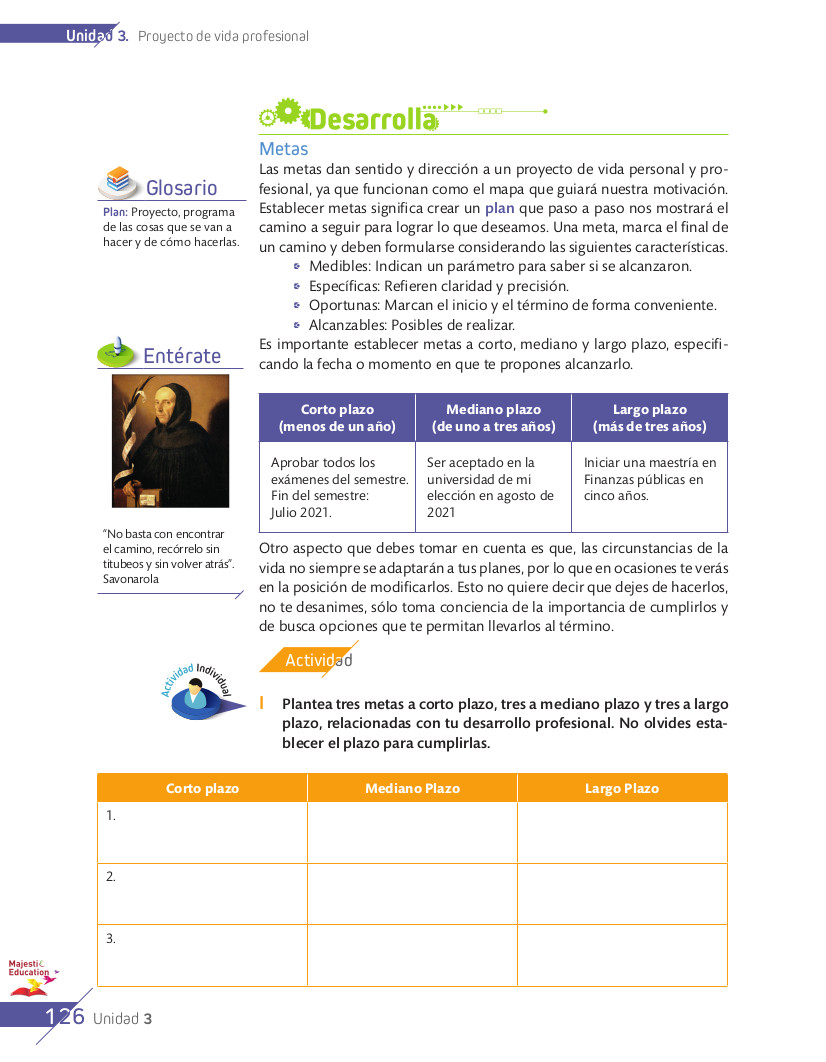 Unidad 3. Proyecto de vida profesional
Desarrolla
Metas
Las metas dan sentido y dirección a un proyecto de vida personal y pro-
fesional, ya que funcionan como el mapa que guiará nuestra motivación.
Establecer metas significa crear un plan que paso a paso nos mostrará el
camino a seguir para lograr lo que deseamos. Una meta, marca el final de
un camino y deben formularse considerando las siguientes características.
Medibles: Indican un parámetro para saber si se alcanzaron.
Específicas: Refieren claridad y precisión.
Oportunas: Marcan el inicio y el término de forma conveniente.
Alcanzables: Posibles de realizar.
Es importante establecer metas a corto, mediano y largo plazo, especifi-
cando la fecha o momento en que te propones alcanzarlo.
Glosario
Plan: Proyecto, programa
de las cosas que se van a
hacer y de cómo hacerlas.
Entérate
"No basta con encontrar
el camino, recórrelo sin
titubeos y sin volver atrás".
Savonarola
Corto plazo
(menos de un año)
Mediano plazo
(de uno a tres años)
Largo plazo
(más de tres años)
Aprobar todos los
exámenes del semestre.
Fin del semestre:
Julio 2021.
Ser aceptado en la
universidad de mi
elección en agosto de
2021
Iniciar una maestría en
Finanzas públicas en
cinco años.
Otro aspecto que debes tomar en cuenta es que, las circunstancias de la
vida no siempre se adaptarán a tus planes, por lo que en ocasiones te verás
en la posición de modificarlos. Esto no quiere decir que dejes de hacerlos,
no te desanimes, sólo toma conciencia de la importancia de cumplirlos y
de busca opciones que te permitan llevarlos al término.
Actividad
Actividad Individual
I Plantea tres metas a corto plazo, tres a mediano plazo y tres a largo
plazo, relacionadas con tu desarrollo profesional. No olvides esta-
blecer el plazo para cumplirlas.
Corto plazo Mediano Plazo Largo Plazo
1.
2.
3.
Majestic
Education
126 Unidad 3